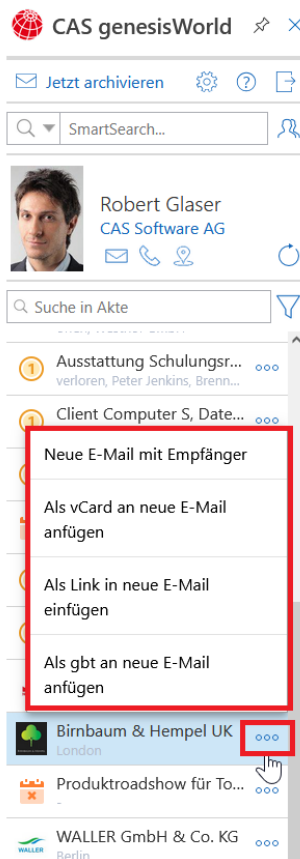 CAS genesisWorld
Jetzt archivieren
SmartSearch...
Robert Glaser
CAS Software AG
Suche in Akte
Ausstattung Schulungsr...
verloren, Peter Jenkins, Brenn...
Client Computer S, Date...
Neue E-Mail mit Empfänger
Als vCard an neue E-Mail
anfügen
Als Link in neue E-Mail
einfügen
Als gbt an neue E-Mail
anfügen
Birnbaum & Hempel UK
London
Produktroadshow für To...
-
WALLER
WALLER GmbH & Co. KG
Berlin